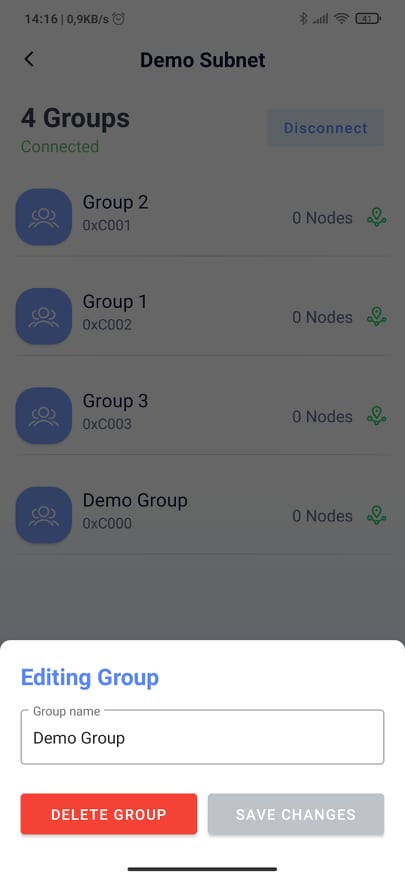 14:16 | 0,9KB/s
41
Demo Subnet
4 Groups
Connected
Disconnect
Group 2
0xC001
0 Nodes
Group 1
0xC002
0 Nodes
Group 3
0xC003
0 Nodes
Demo Group
0xC000
0 Nodes
Editing Group
Group name
Demo Group
DELETE GROUP
SAVE CHANGES